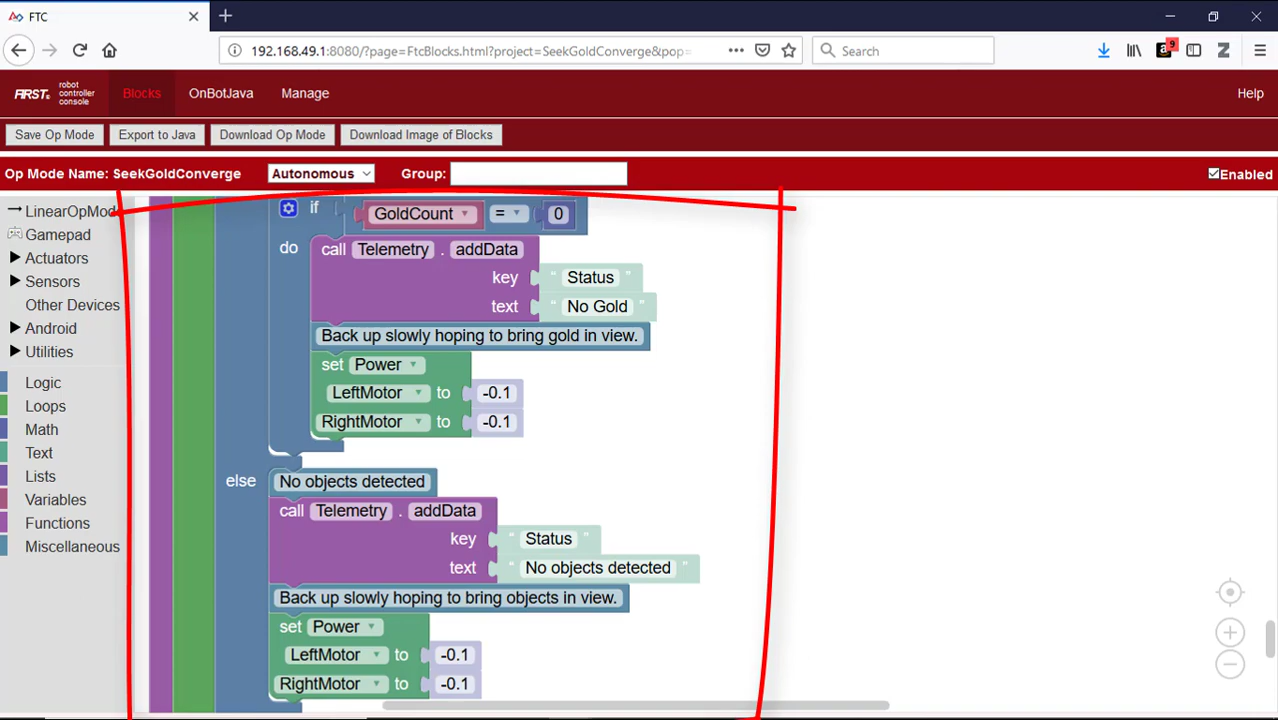 FTC
192.168.49.1:8080/?page=FtcBlocks.html?project=SeekGoldConverge&pop=
Search
9
FIRST. robot controller console
Blocks
OnBotJava
Manage
Help
Save Op Mode
Export to Java
Download Op Mode
Download Image of Blocks
Op Mode Name: SeekGoldConverge
Autonomous
Group:
Enabled
LinearOpMod
Gamepad
Actuators
Sensors
Other Devices
Android
Utilities
Logic
Loops
Math
Text
Lists
Variables
Functions
Miscellaneous
if GoldCount = 0
do call Telemetry . addData
key “ Status ”
text “ No Gold ”
Back up slowly hoping to bring gold in view.
set Power
LeftMotor to -0.1
RightMotor to -0.1
else No objects detected
call Telemetry . addData
key “ Status ”
text “ No objects detected ”
Back up slowly hoping to bring objects in view.
set Power
LeftMotor to -0.1
RightMotor to -0.1